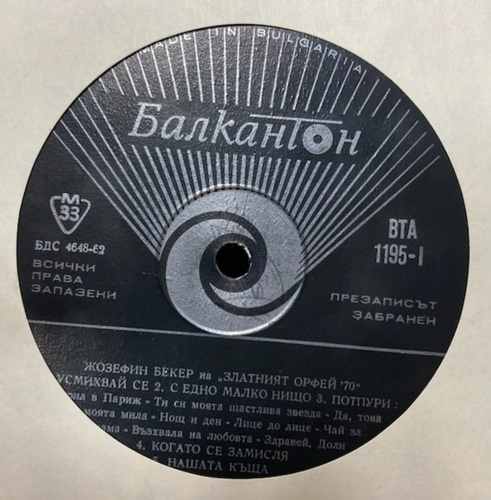 MADE IN BULGARIA
Балкантон
М
33
БДС 4648-62
ВСИЧКИ
ПРАВА
ЗАПАЗЕНИ
ВТА
1195-I
ПРЕЗАПИСЪТ
ЗАБРАНЕН
ЖОЗЕФИН БЕКЕР на „ЗЛАТНИЯТ ОРФЕЙ '70"
УСМИХВАЙ СЕ 2. С ЕДНО МАЛКО НИЩО 3. ПОТПУРИ :
в Париж - Ти си моята щастлива звезда - Да, това
моята мила - Нощ и ден - Лице до лице - Чай за
- Възхвала на любовта - Здравей, Доли
4. КОГАТО СЕ ЗАМИСЛЯ
НАШАТА КЪЩА